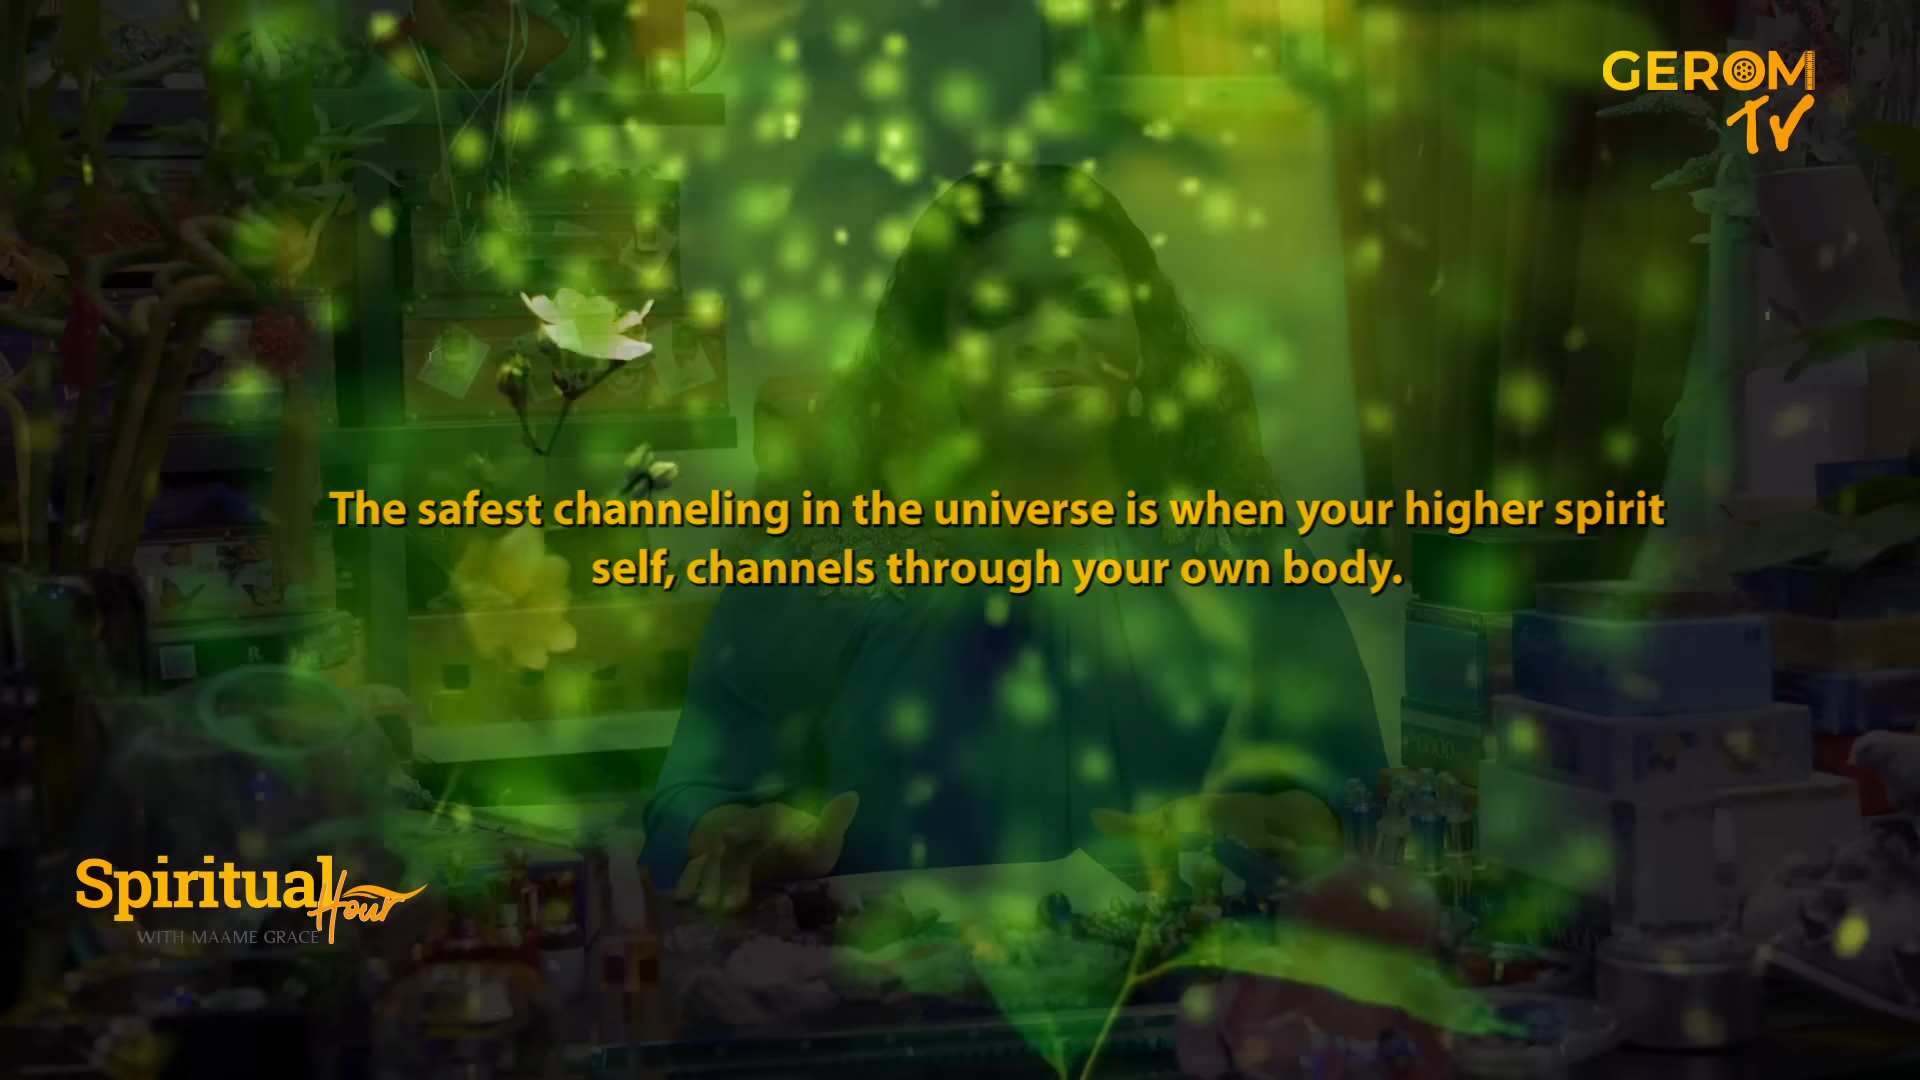 GEROM
TV
The safest channeling in the universe is when your higher spirit
self, channels through your own body.
Spiritual
Hour
WITH MAAME GRACE